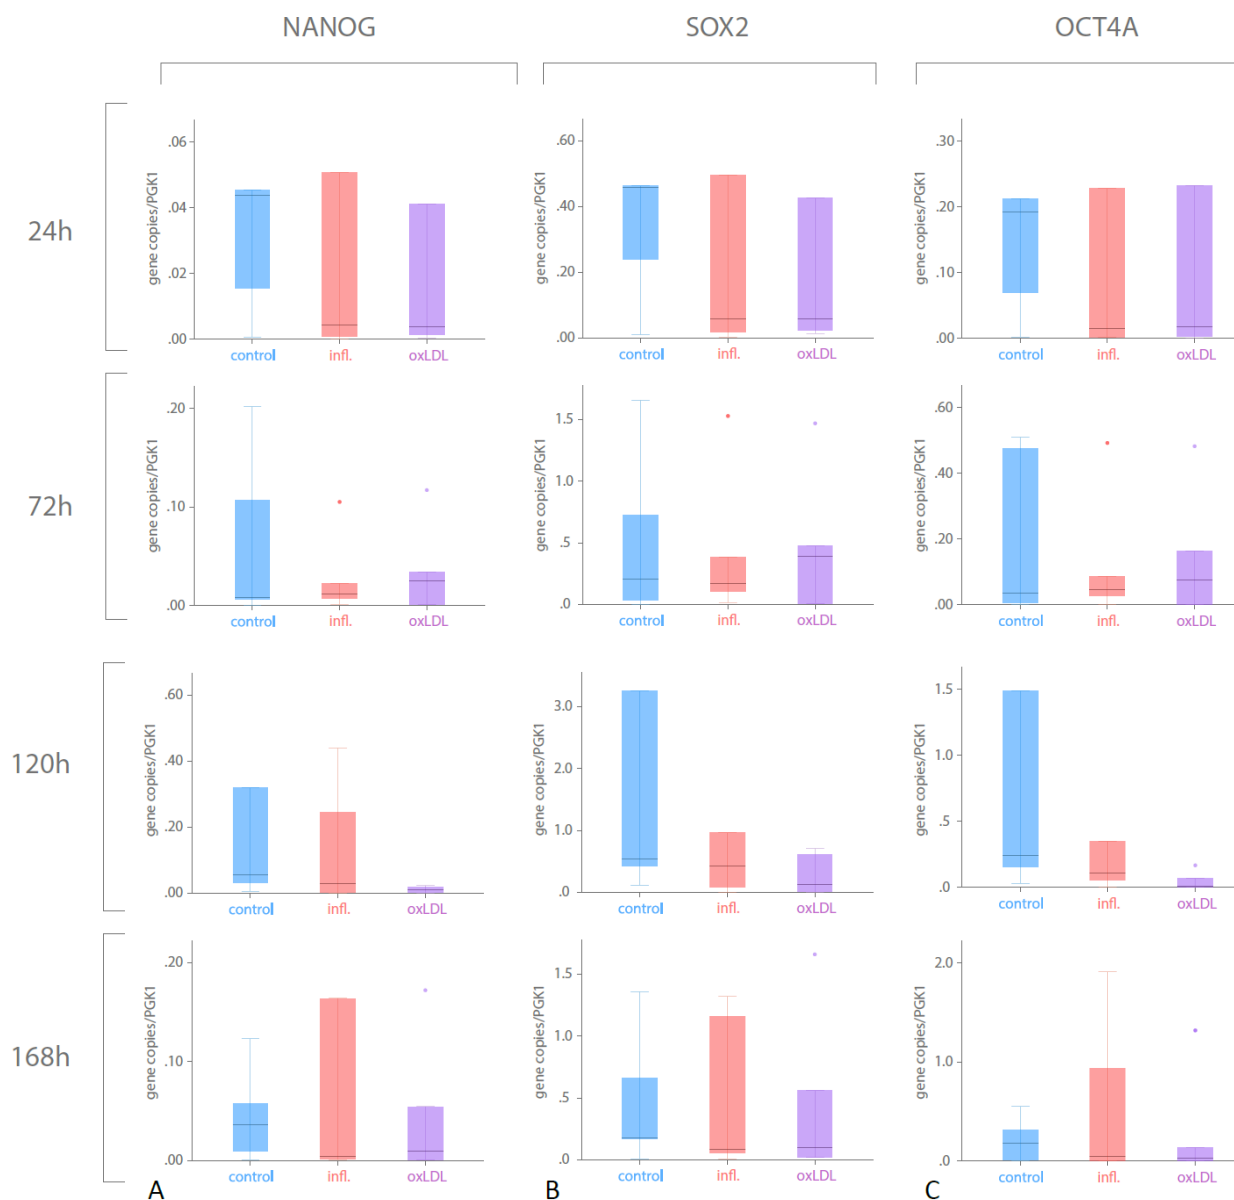 NANOG SOX2 OCT4A
24h
gene copies/PGK1 .06 .04 .02 .00 control infl. oxLDL
gene copies/PGK1 .60 .40 .20 .00 control infl. oxLDL
gene copies/PGK1 .30 .20 .10 .00 control infl. oxLDL
72h
gene copies/PGK1 .20 .10 .00 control infl. oxLDL
gene copies/PGK1 1.5 1.0 .5 .0 control infl. oxLDL
gene copies/PGK1 .60 .40 .20 .00 control infl. oxLDL
120h
gene copies/PGK1 .60 .40 .20 .00 control infl. oxLDL
gene copies/PGK1 3.0 2.0 1.0 .0 control infl. oxLDL
gene copies/PGK1 1.5 1.0 .5 .0 control infl. oxLDL
168h
gene copies/PGK1 .20 .10 .00 control infl. oxLDL
gene copies/PGK1 1.5 1.0 .5 .0 control infl. oxLDL
gene copies/PGK1 2.0 1.0 .0 control infl. oxLDL
A B C